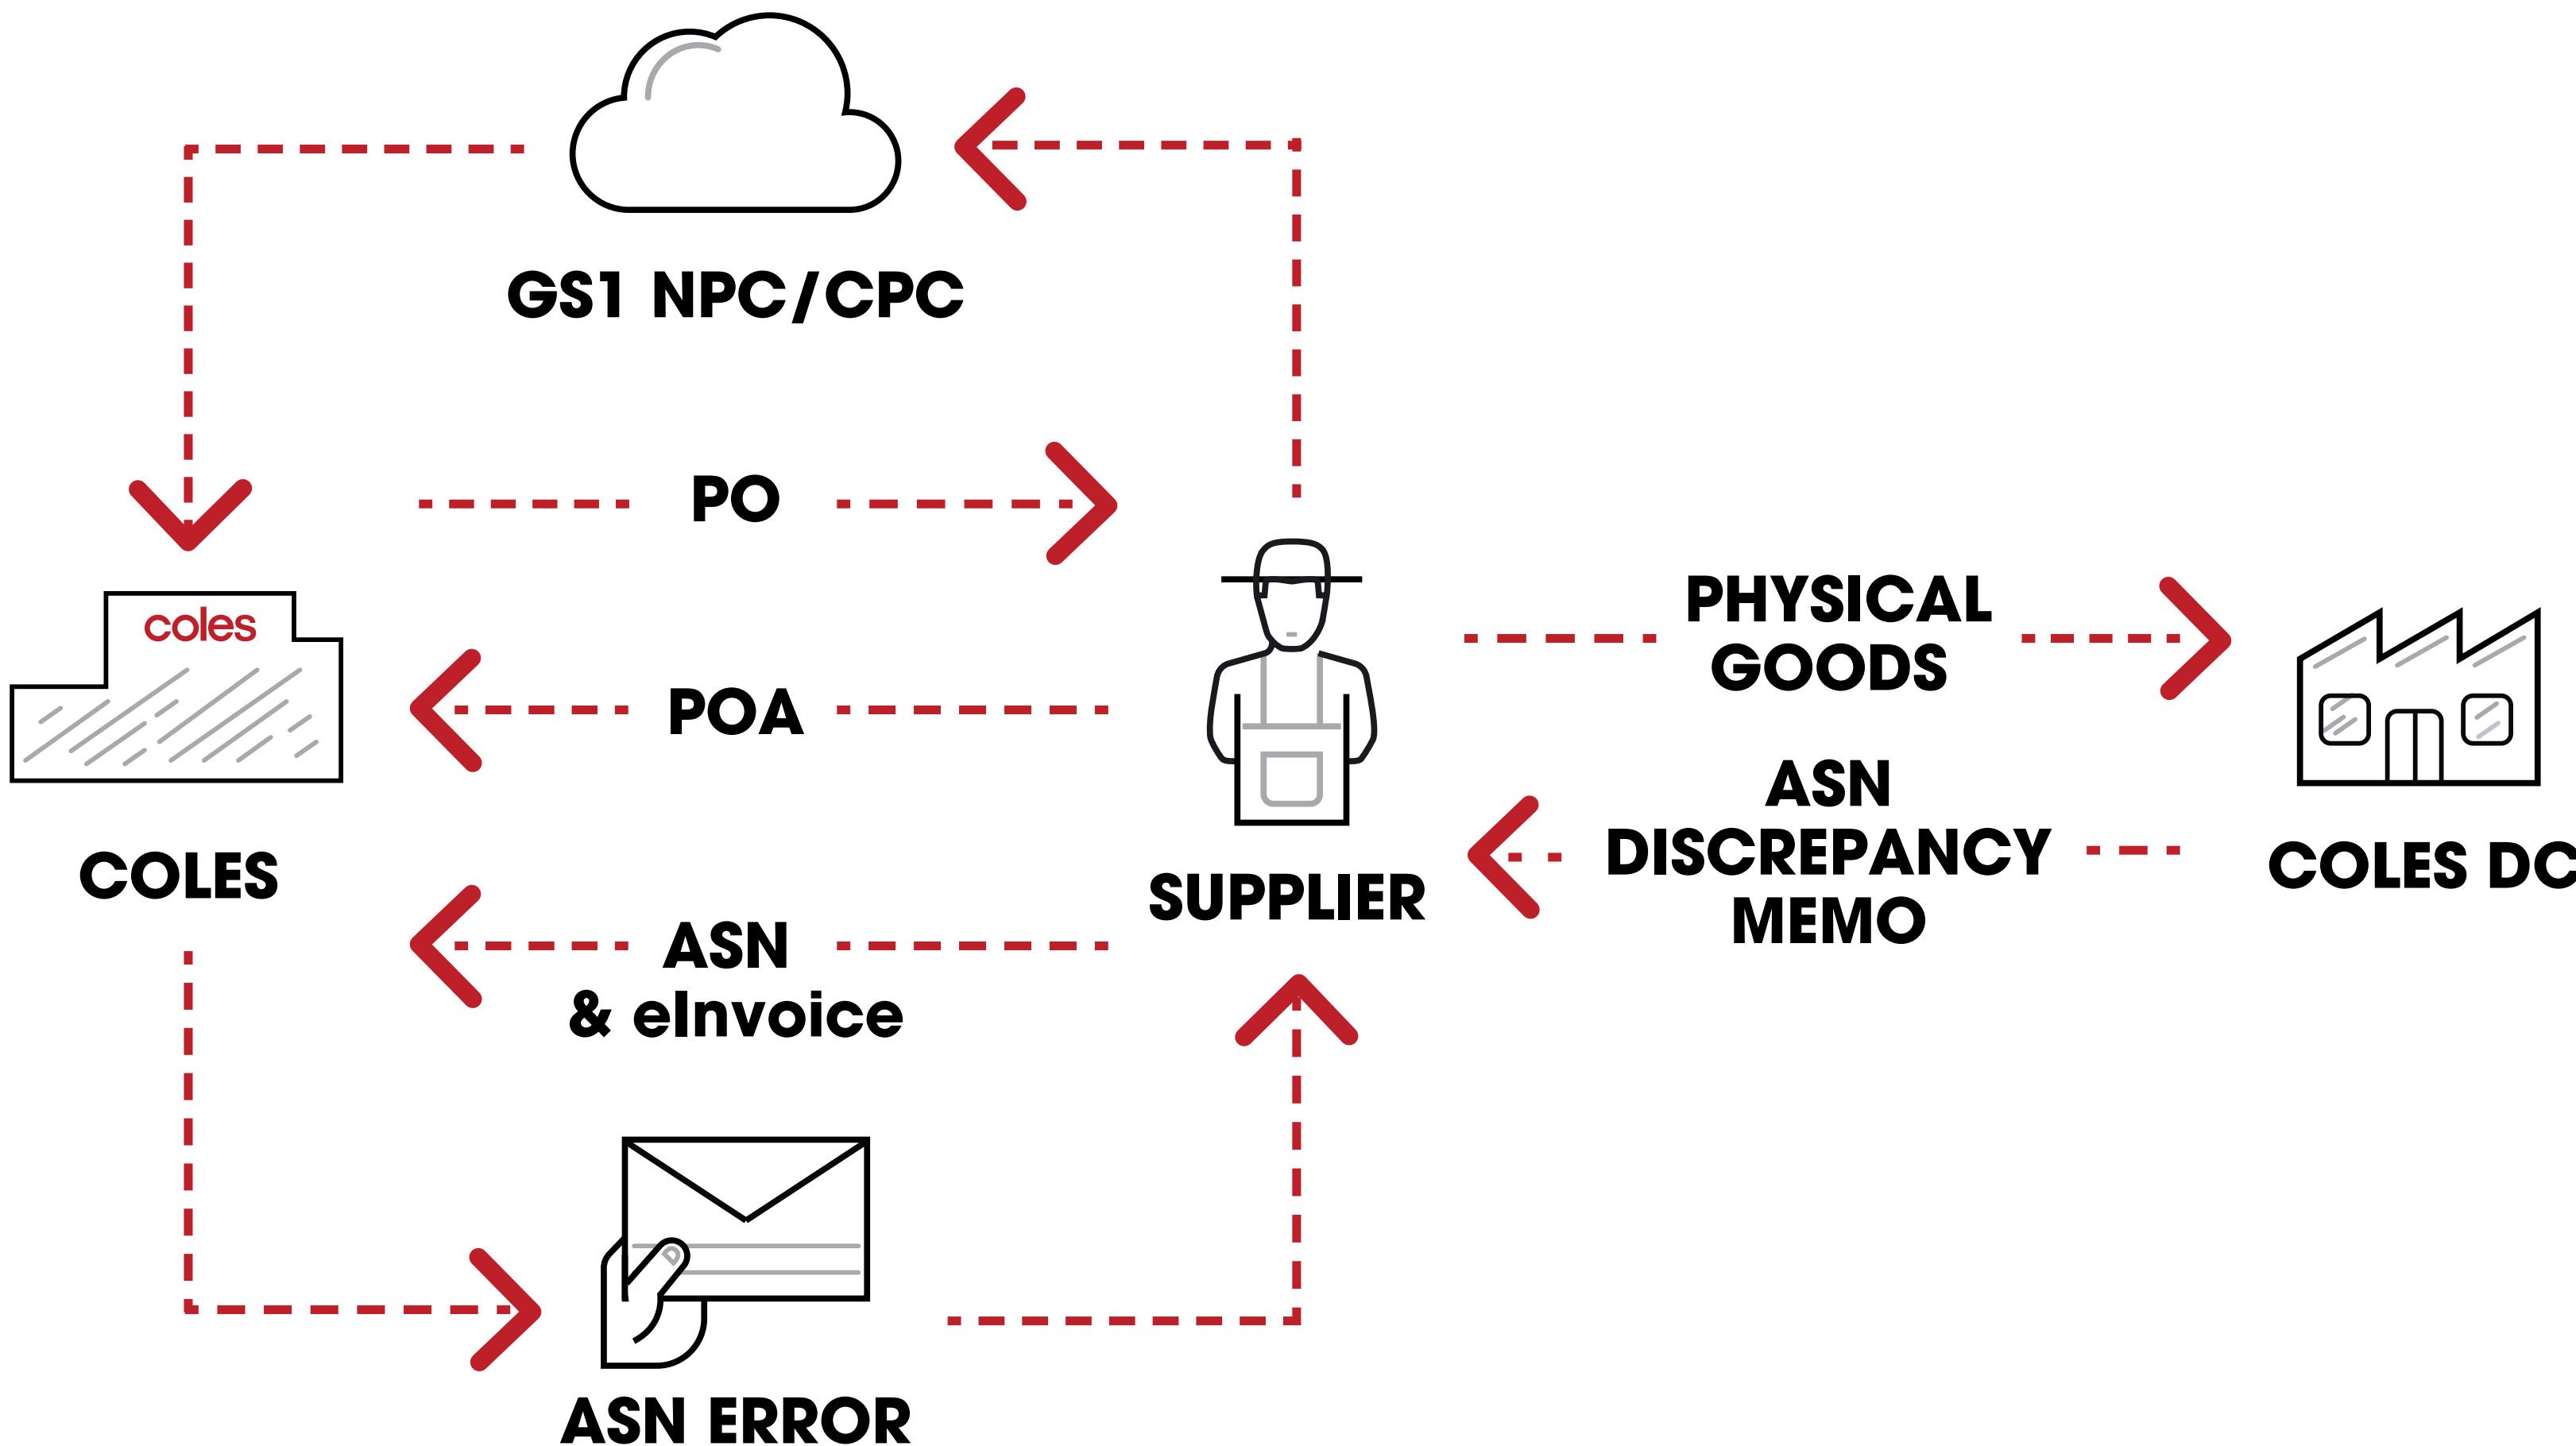 GS1 NPC/CPC
PO
coles
POA
COLES
ASN
& eInvoice
SUPPLIER
PHYSICAL
GOODS
ASN
DISCREPANCY
MEMO
COLES DC
ASN ERROR